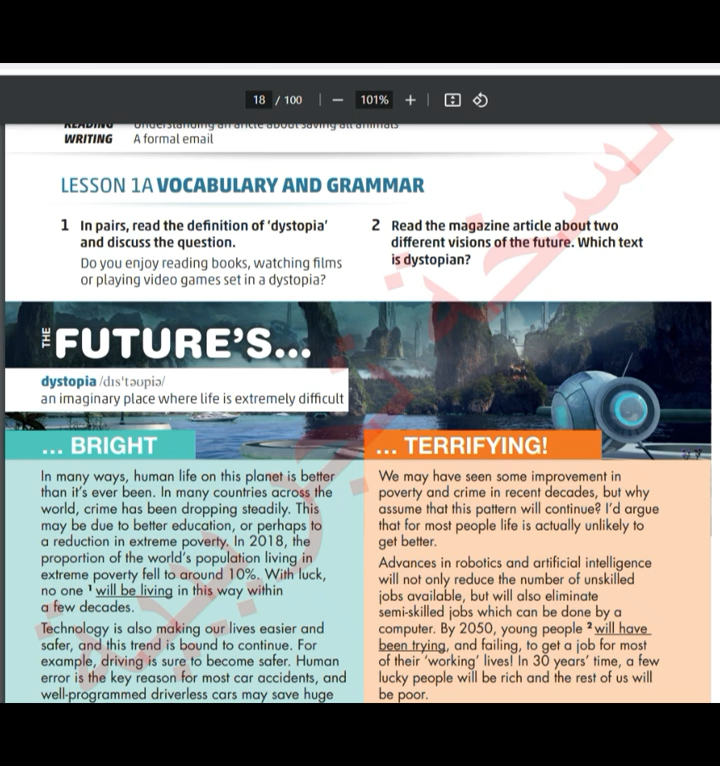 18 / 100 | − 101% + |
READING Understanding an article about saving all animals
WRITING A formal email
LESSON 1A VOCABULARY AND GRAMMAR
1 In pairs, read the definition of ‘dystopia’
and discuss the question.
Do you enjoy reading books, watching films
or playing video games set in a dystopia?
2 Read the magazine article about two
different visions of the future. Which text
is dystopian?
THE FUTURE’S...
dystopia /dɪsˈtəʊpiə/
an imaginary place where life is extremely difficult
... BRIGHT
In many ways, human life on this planet is better
than it’s ever been. In many countries across the
world, crime has been dropping steadily. This
may be due to better education, or perhaps to
a reduction in extreme poverty. In 2018, the
proportion of the world’s population living in
extreme poverty fell to around 10%. With luck,
no one ¹ will be living in this way within
a few decades.
Technology is also making our lives easier and
safer, and this trend is bound to continue. For
example, driving is sure to become safer. Human
error is the key reason for most car accidents, and
well-programmed driverless cars may save huge
... TERRIFYING!
We may have seen some improvement in
poverty and crime in recent decades, but why
assume that this pattern will continue? I’d argue
that for most people life is actually unlikely to
get better.
Advances in robotics and artificial intelligence
will not only reduce the number of unskilled
jobs available, but will also eliminate
semi-skilled jobs which can be done by a
computer. By 2050, young people ² will have
been trying, and failing, to get a job for most
of their ‘working’ lives! In 30 years’ time, a few
lucky people will be rich and the rest of us will
be poor.